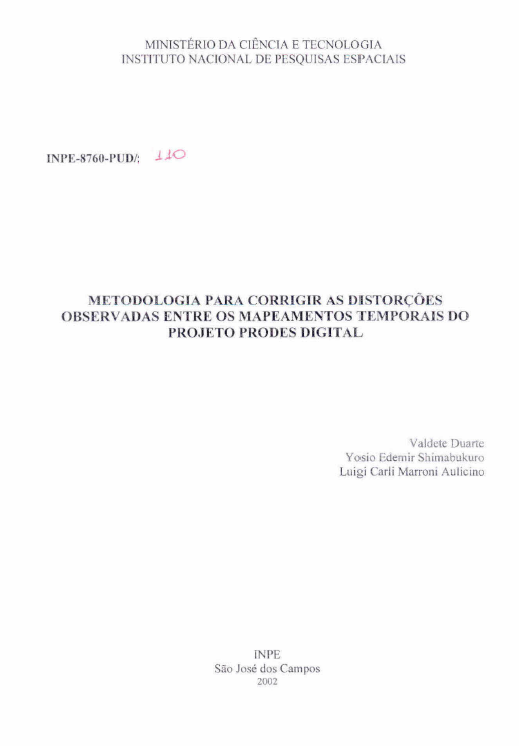 MINISTÉRIO DA CIÊNCIA E TECNOLOGIA
INSTITUTO NACIONAL DE PESQUISAS ESPACIAIS
INPE-8760-PUD/: 110
METODOLOGIA PARA CORRIGIR AS DISTORÇÕES
OBSERVADAS ENTRE OS MAPEAMENTOS TEMPORAIS DO
PROJETO PRODES DIGITAL
Valdete Duarte
Yosio Edemir Shimabukuro
Luigi Carli Marroni Aulicino
INPE
São José dos Campos
2002